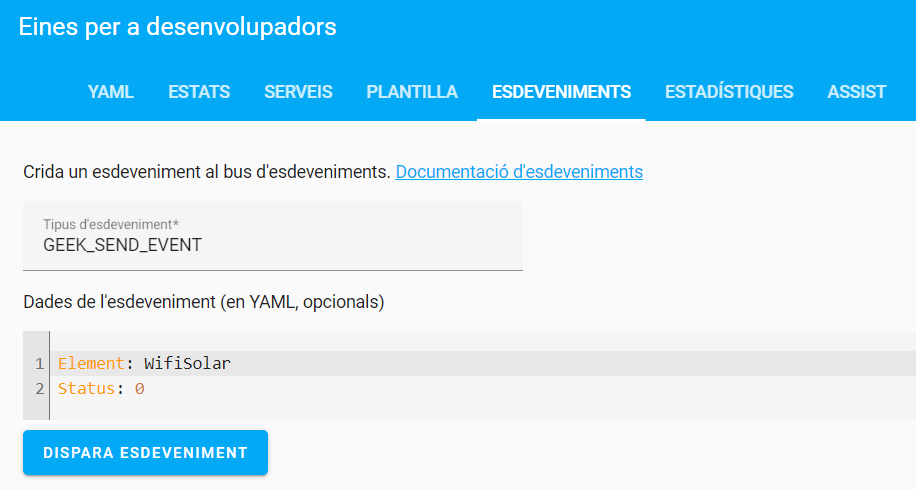 Eines per a desenvolupadors
YAML ESTATS SERVEIS PLANTILLA ESDEVENIMENTS ESTADÍSTIQUES ASSIST
Crida un esdeveniment al bus d'esdeveniments. Documentació d'esdeveniments
Tipus d'esdeveniment*
GEEK_SEND_EVENT
Dades de l'esdeveniment (en YAML, opcionals)
1 Element: WifiSolar
2 Status: 0
DISPARA ESDEVENIMENT